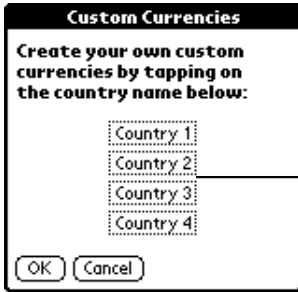 Custom Currencies
Create your own custom
currencies by tapping on
the country name below:
Country 1
Country 2
Country 3
Country 4
OK Cancel